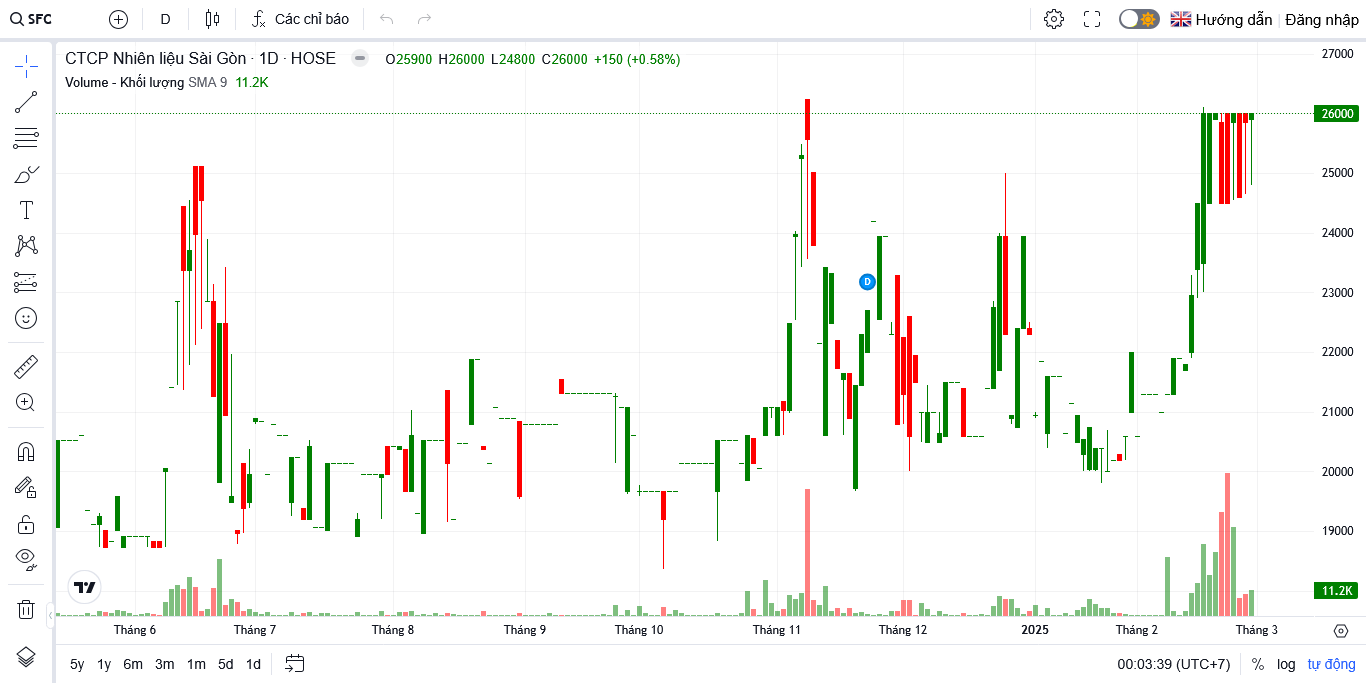 SFC D Các chỉ báo Hướng dẫn Đăng nhập
CTCP Nhiên liệu Sài Gòn · 1D · HOSE O25900 H26000 L24800 C26000 +150 (+0.58%)
Volume - Khối lượng SMA 9 11.2K
27000
26000
25000
24000
D
23000
22000
21000
20000
19000
11.2K
Tháng 6 Tháng 7 Tháng 8 Tháng 9 Tháng 10 Tháng 11 Tháng 12 2025 Tháng 2 Tháng 3
5y 1y 6m 3m 1m 5d 1d 00:03:39 (UTC+7) % log tự động